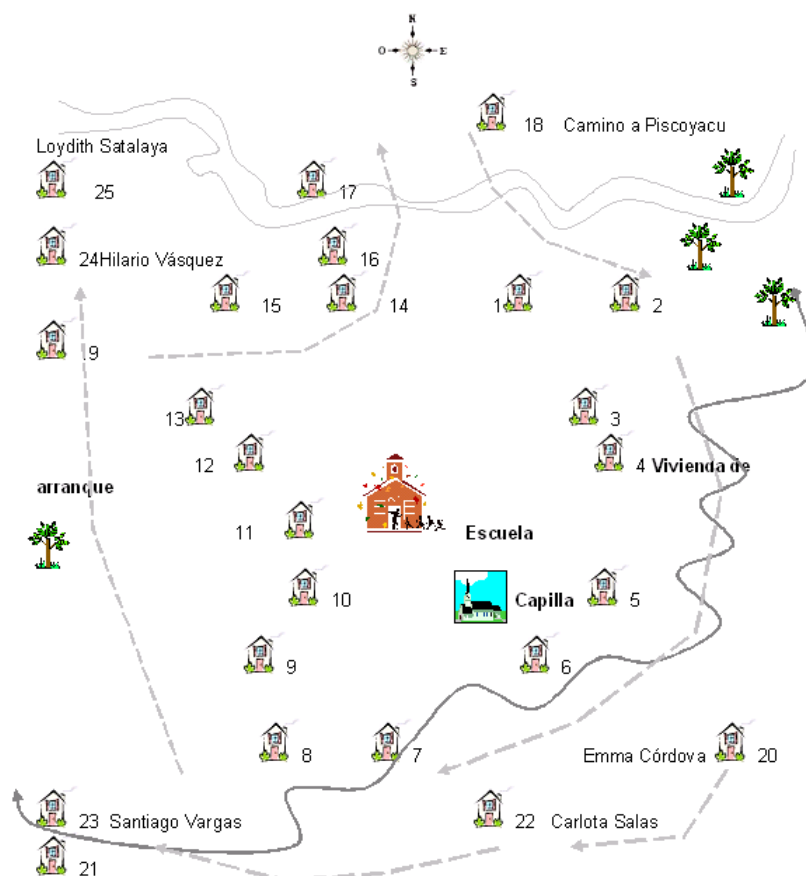 N
O E
S
18 Camino a Piscoyacu
Loydith Satalaya
25
17
24Hilario Vásquez
16
15
14
1
2
9
13
3
12
4 Vivienda de
arranque
11
Escuela
10
Capilla
5
9
6
8
7
Emma Córdova 20
23 Santiago Vargas
22 Carlota Salas
21